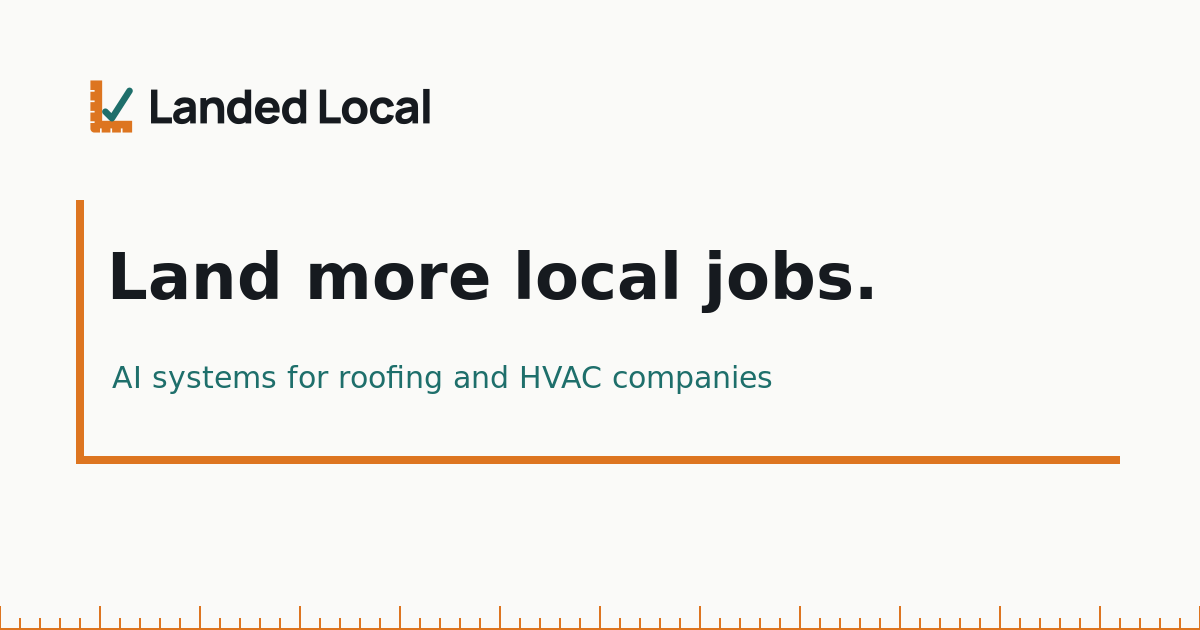 Landed Local
Land more local jobs.
AI systems for roofing and HVAC companies